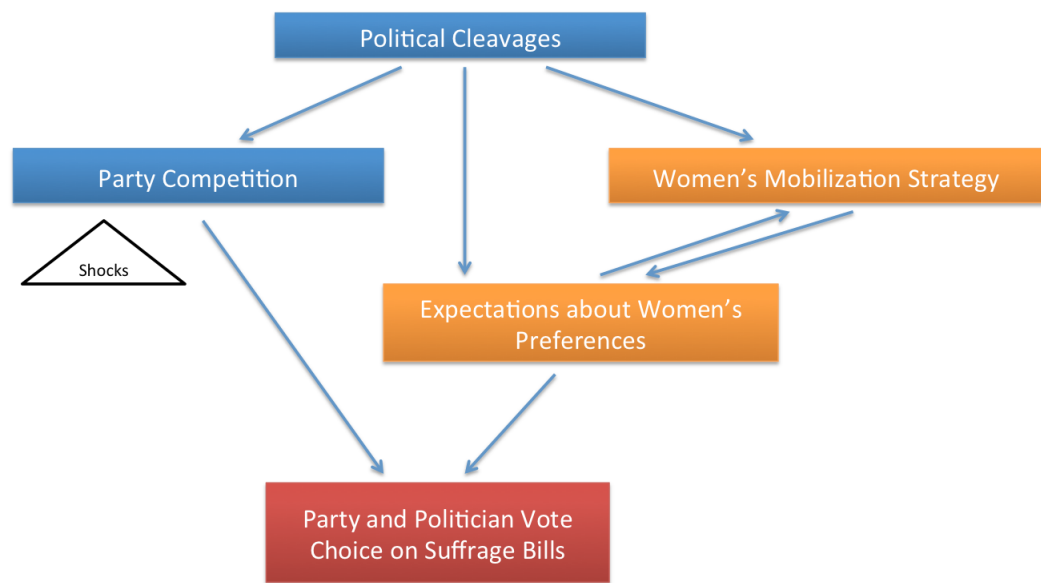 Political Cleavages
Party Competition
Women’s Mobilization Strategy
Shocks
Expectations about Women’s
Preferences
Party and Politician Vote
Choice on Suffrage Bills